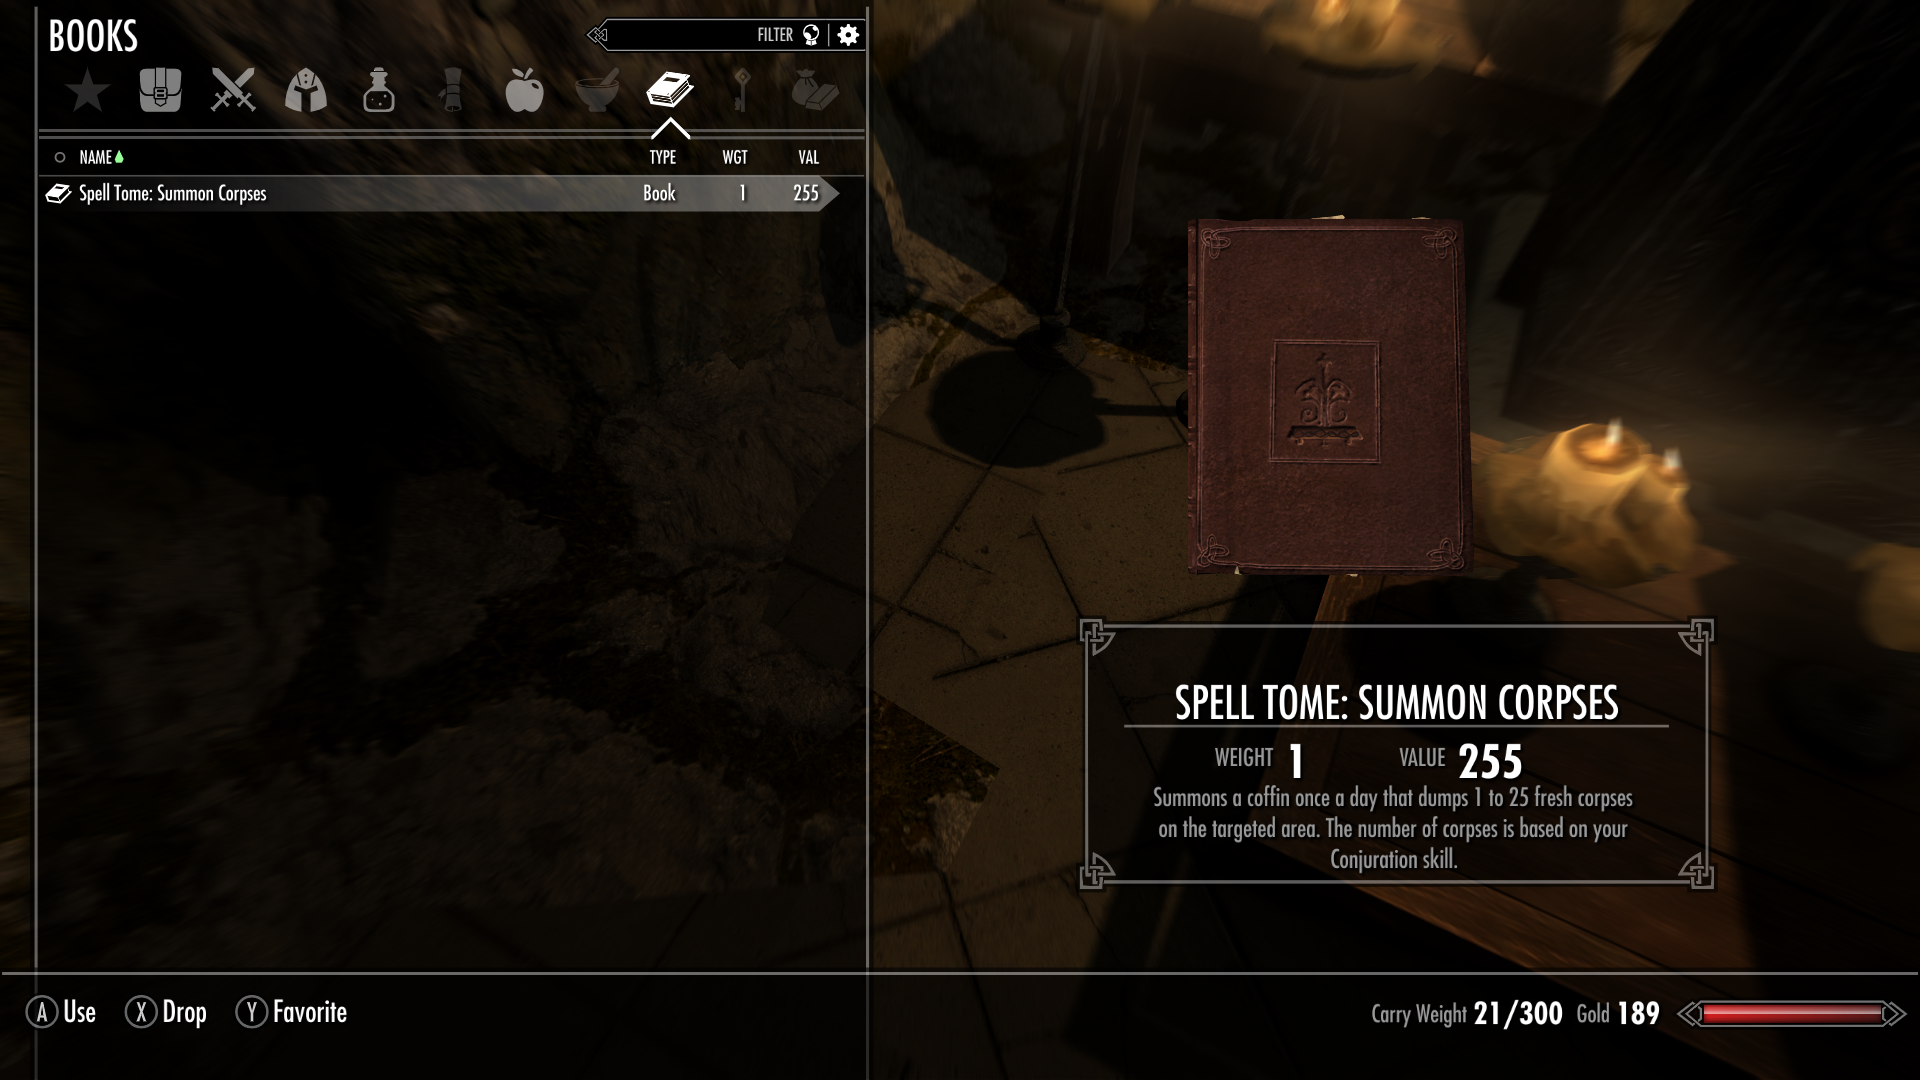 BOOKS
FILTER
NAME TYPE WGT VAL
Spell Tome: Summon Corpses Book 1 255
SPELL TOME: SUMMON CORPSES
WEIGHT 1 VALUE 255
Summons a coffin once a day that dumps 1 to 25 fresh corpses
on the targeted area. The number of corpses is based on your
Conjuration skill.
A Use X Drop Y Favorite Carry Weight 21/300 Gold 189